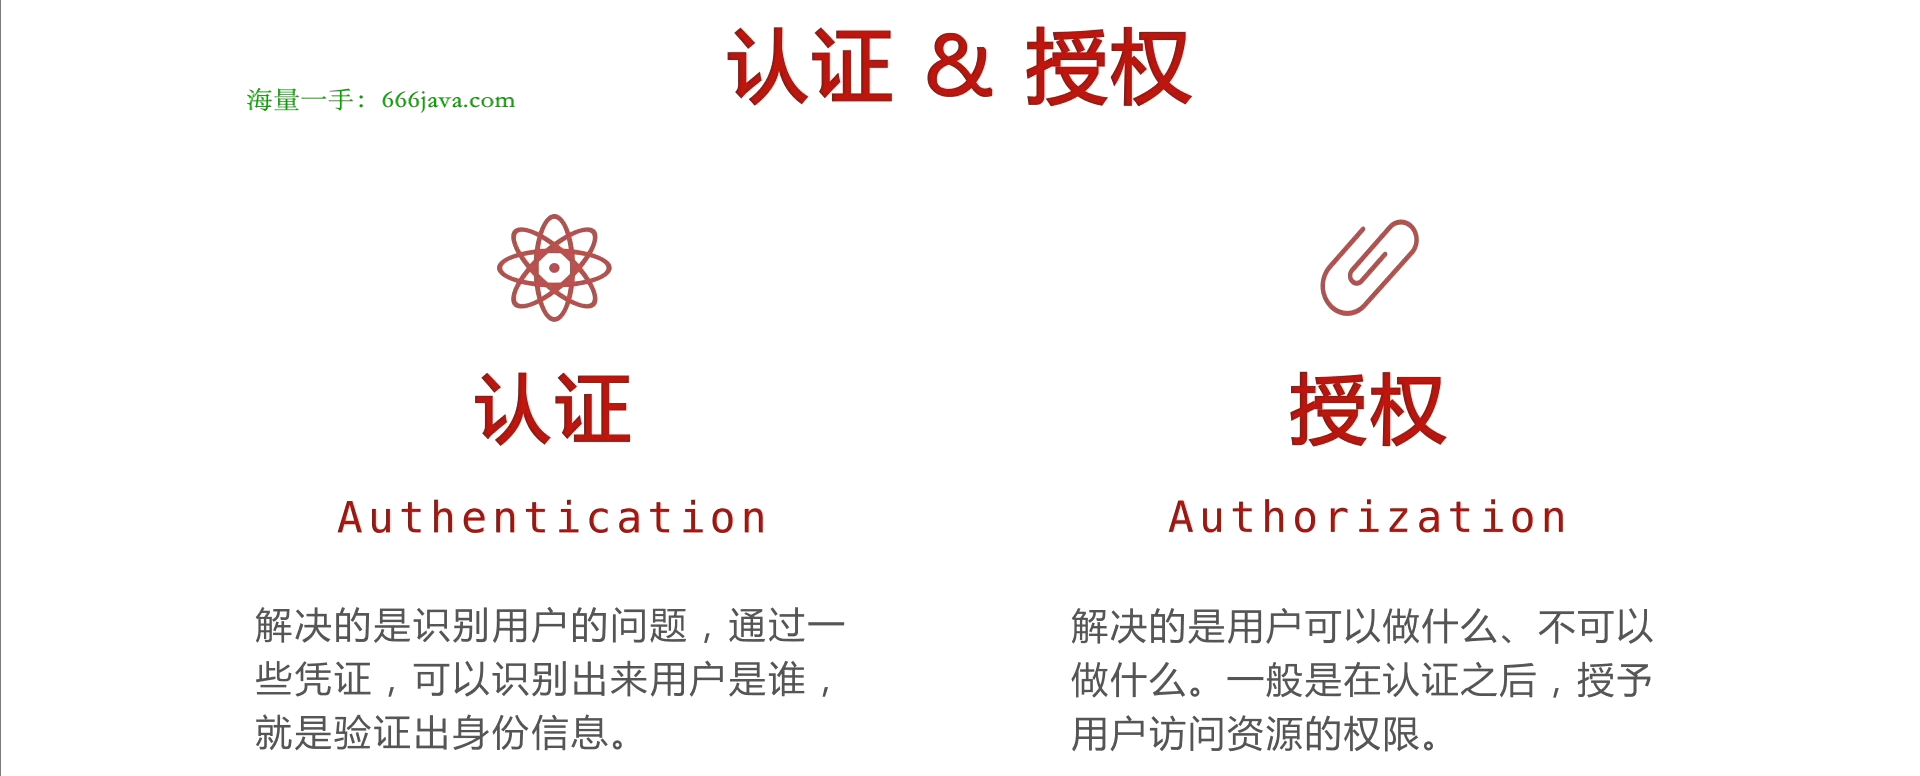 认证 & 授权
海量一手：666java.com
认证
Authentication
解决的是识别用户的问题，通过一
些凭证，可以识别出来用户是谁，
就是验证出身份信息。
授权
Authorization
解决的是用户可以做什么、不可以
做什么。一般是在认证之后，授予
用户访问资源的权限。